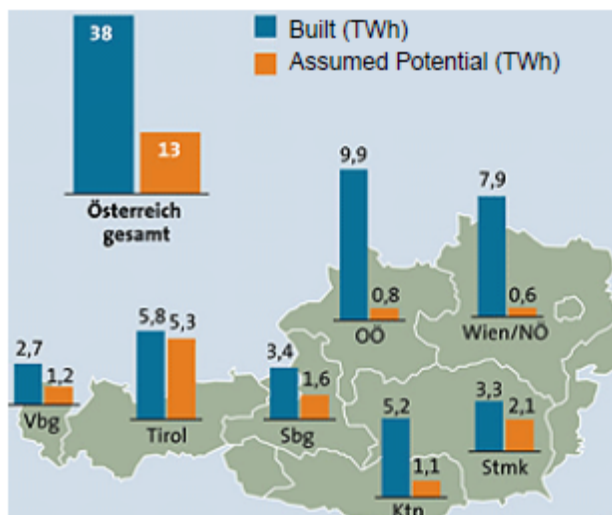 38
13
Österreich
gesamt
Built (TWh)
Assumed Potential (TWh)
9,9
0,8
OÖ
7,9
0,6
Wien/NÖ
2,7
1,2
Vbg
5,8
5,3
Tirol
3,4
1,6
Sbg
5,2
1,1
Ktn
3,3
2,1
Stmk